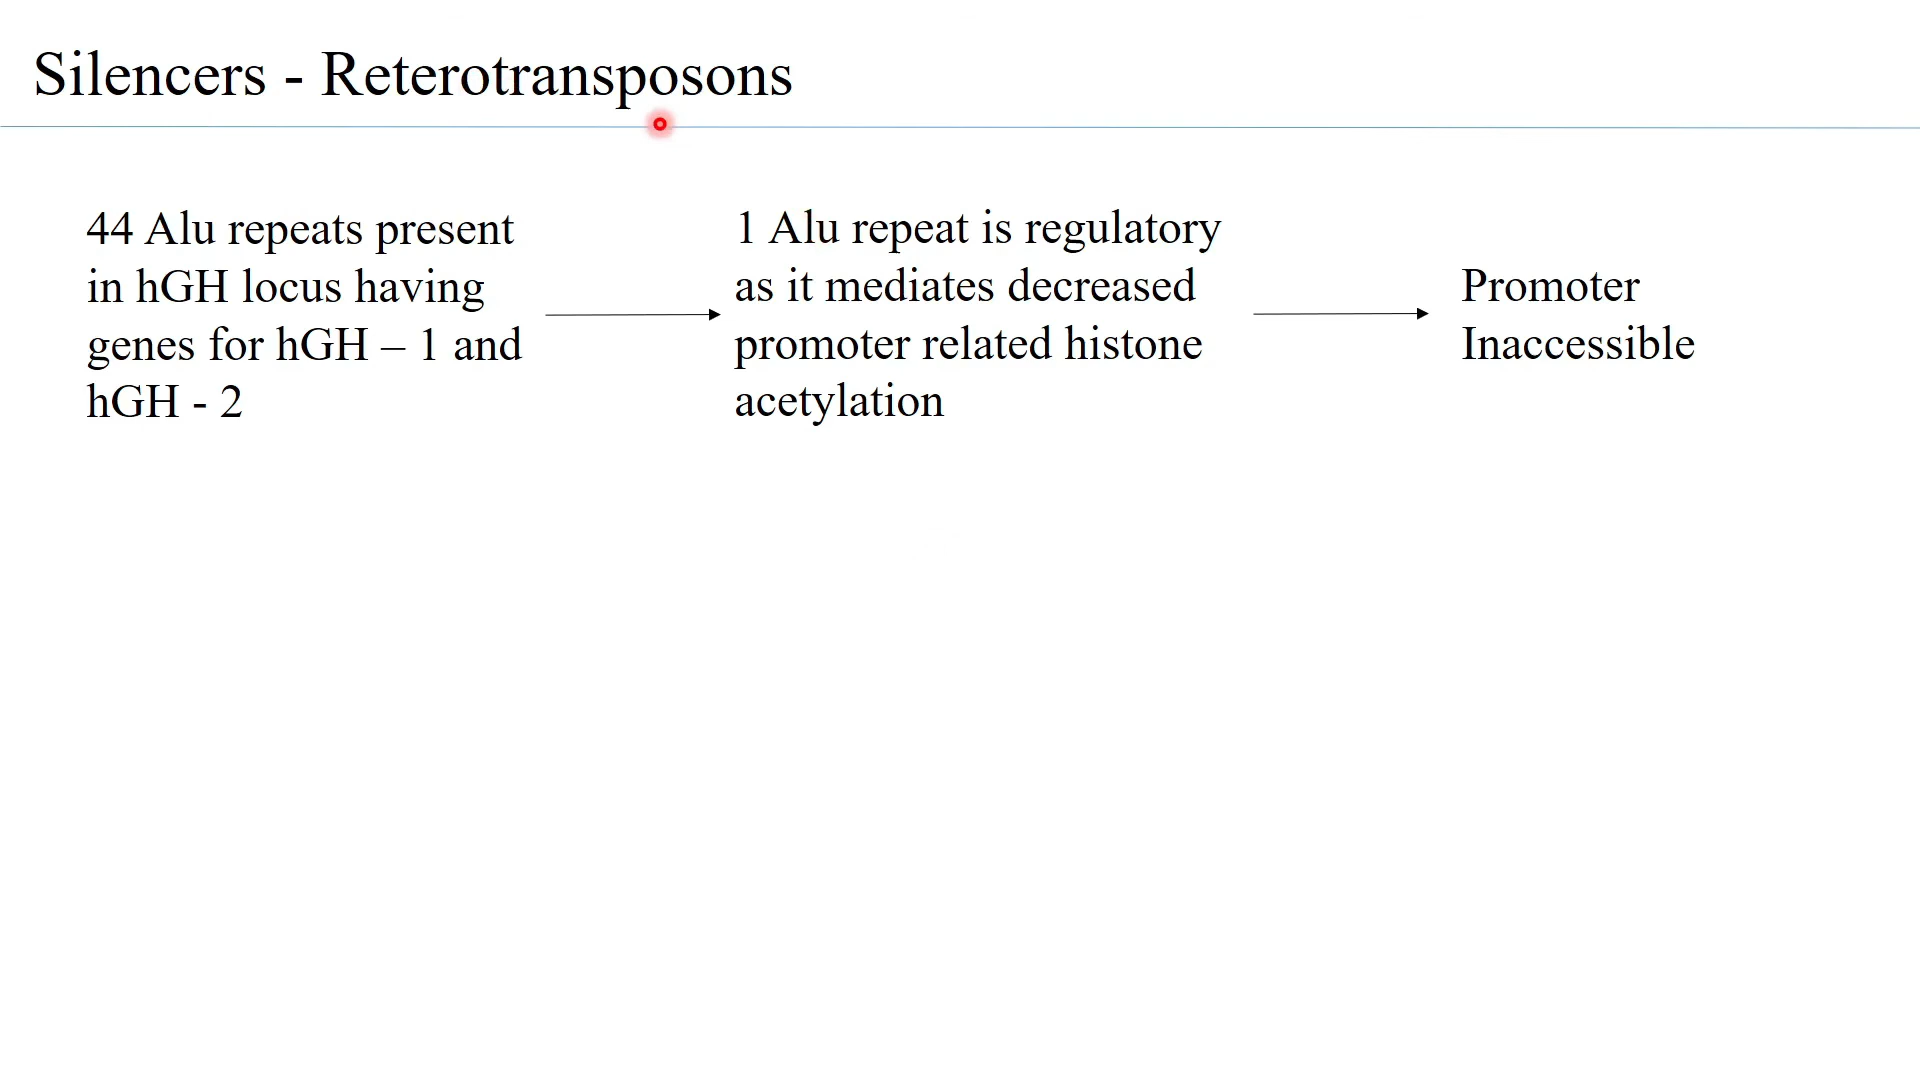 Silencers - Reterotransposons
44 Alu repeats present
in hGH locus having
genes for hGH – 1 and
hGH - 2
1 Alu repeat is regulatory
as it mediates decreased
promoter related histone
acetylation
Promoter
Inaccessible